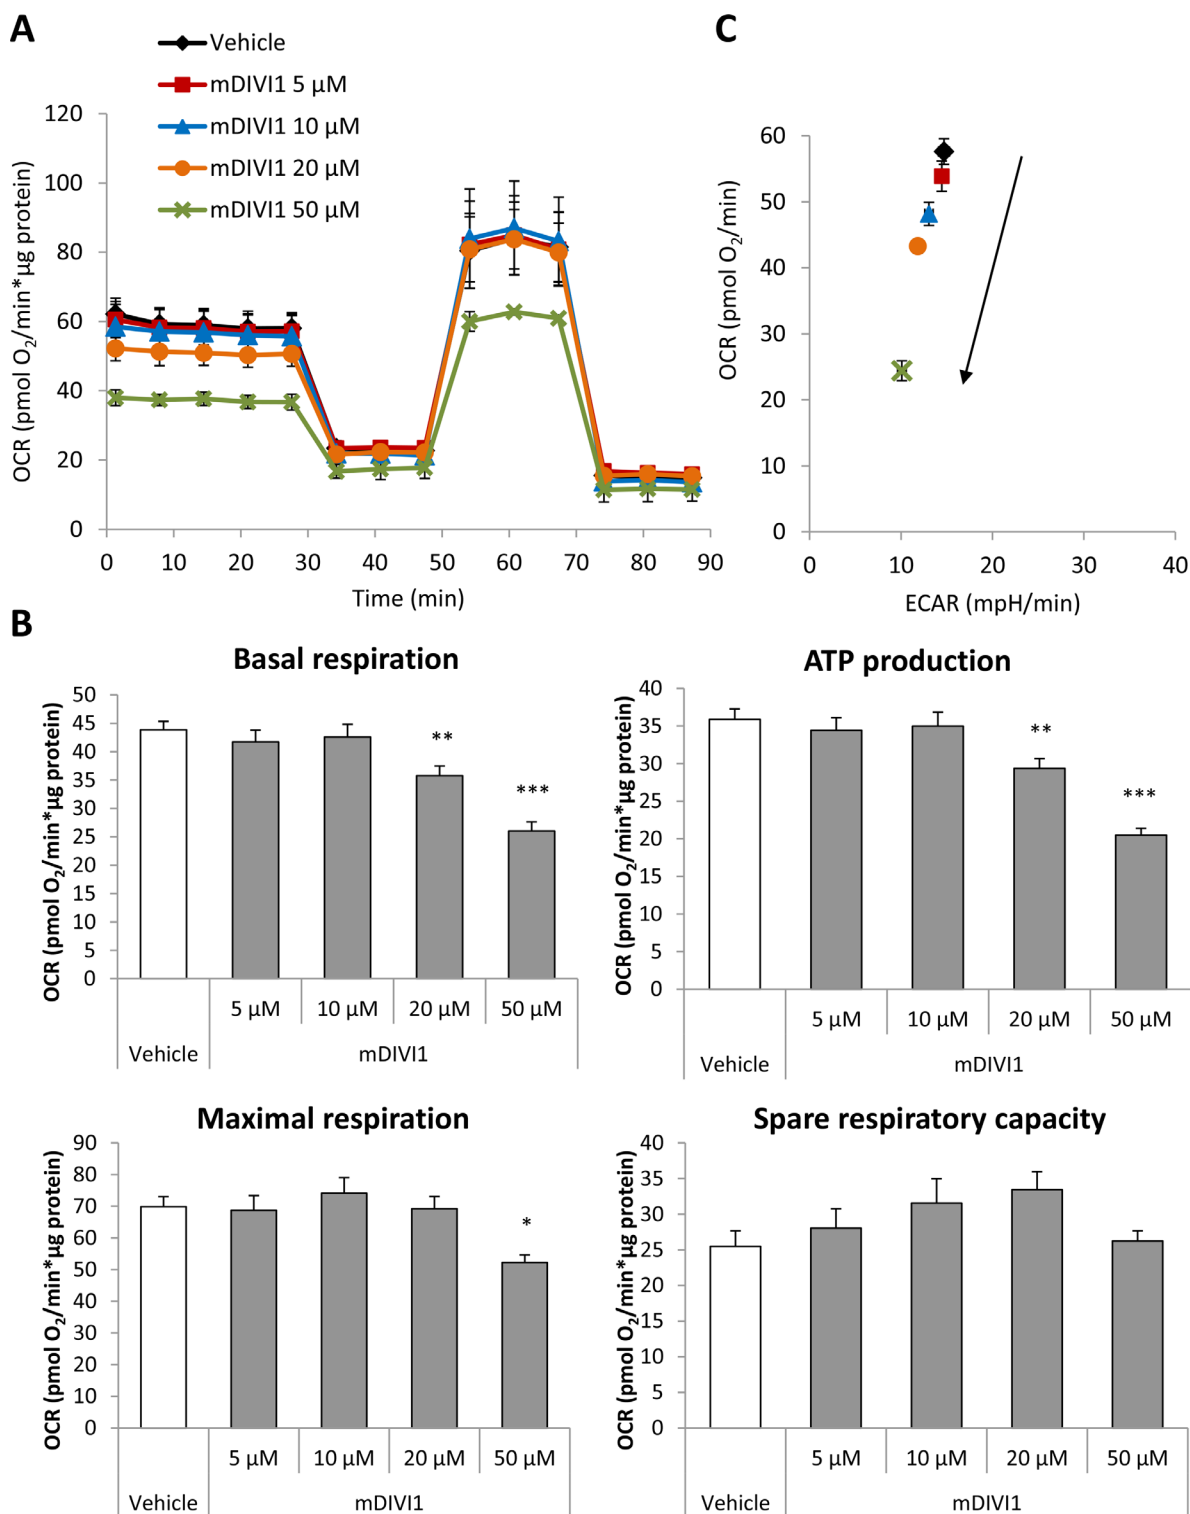 A
Vehicle
mDIVI1 5 µM
mDIVI1 10 µM
mDIVI1 20 µM
mDIVI1 50 µM
OCR (pmol O₂/min*µg protein)
120
100
80
60
40
20
0
0 10 20 30 40 50 60 70 80 90
Time (min)
C
OCR (pmol O₂/min)
60
50
40
30
20
10
0
0 10 20 30 40
ECAR (mpH/min)
B
Basal respiration
OCR (pmol O₂/min*µg protein)
50
45
40
35
30
25
20
15
10
5
0
**
***
5 µM 10 µM 20 µM 50 µM
Vehicle mDIVI1
ATP production
OCR (pmol O₂/min*µg protein)
40
35
30
25
20
15
10
5
0
**
***
5 µM 10 µM 20 µM 50 µM
Vehicle mDIVI1
Maximal respiration
OCR (pmol O₂/min*µg protein)
90
80
70
60
50
40
30
20
10
0
*
5 µM 10 µM 20 µM 50 µM
Vehicle mDIVI1
Spare respiratory capacity
OCR (pmol O₂/min*µg protein)
40
35
30
25
20
15
10
5
0
5 µM 10 µM 20 µM 50 µM
Vehicle mDIVI1